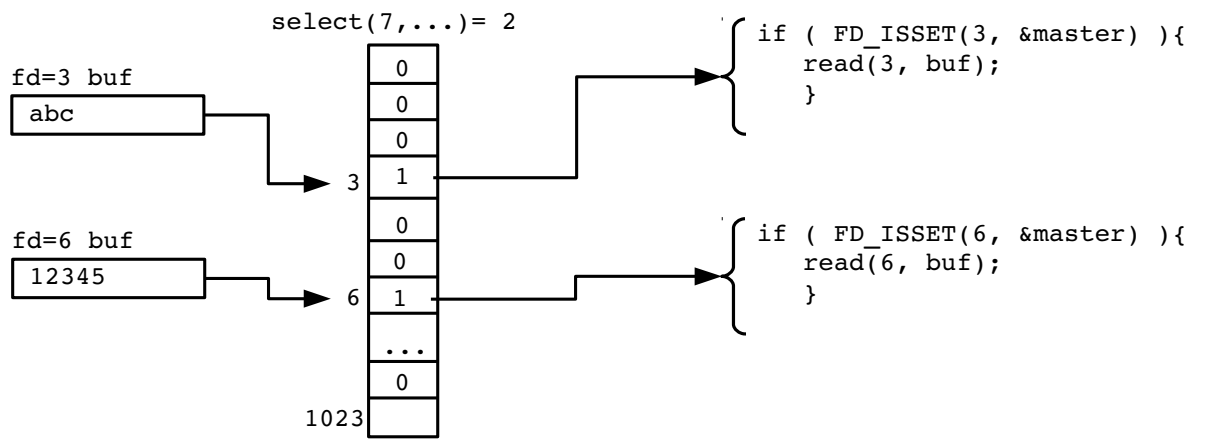 select(7,...)= 2
fd=3 buf
abc
fd=6 buf
12345
0
0
0
3 1
0
0
6 1
...
0
1023
if ( FD_ISSET(3, &master) ){
read(3, buf);
}
if ( FD_ISSET(6, &master) ){
read(6, buf);
}